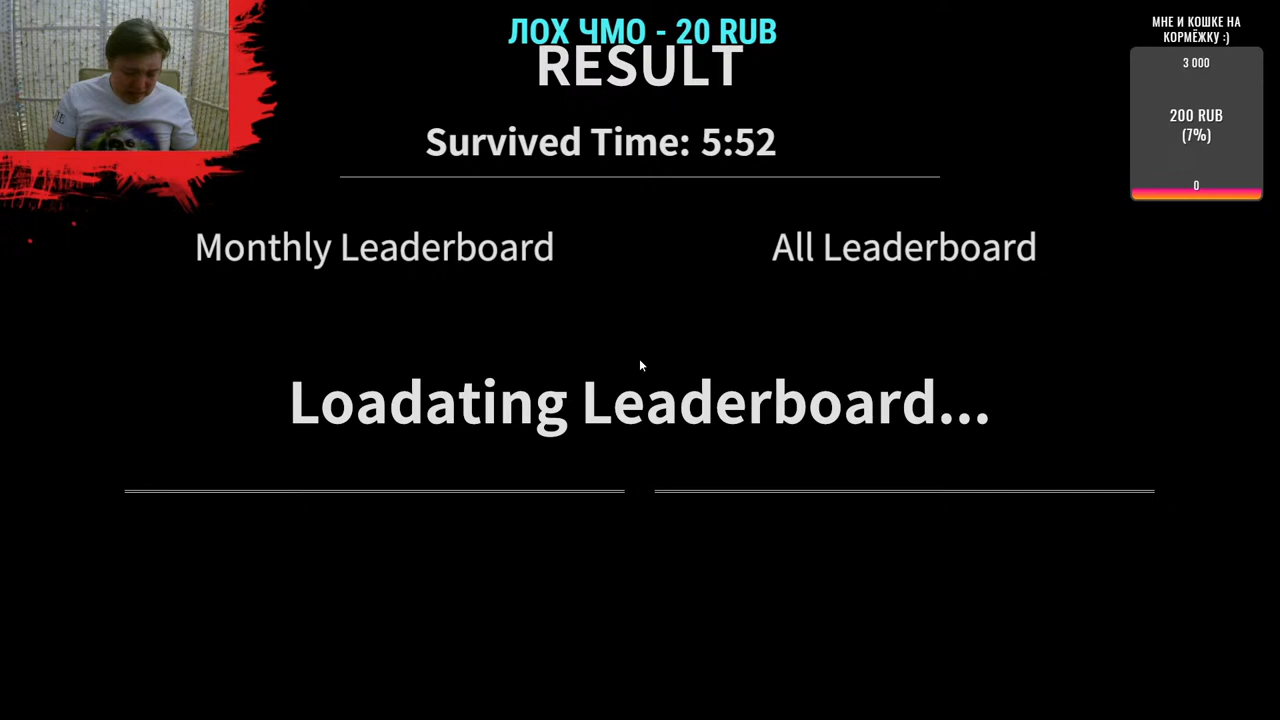 ЛОХ ЧМО - 20 RUB
RESULT
Survived Time: 5:52
МНЕ И КОШКЕ НА
КОРМЁЖКУ :)
3 000
200 RUB
(7%)
0
Monthly Leaderboard
All Leaderboard
Loadating Leaderboard...